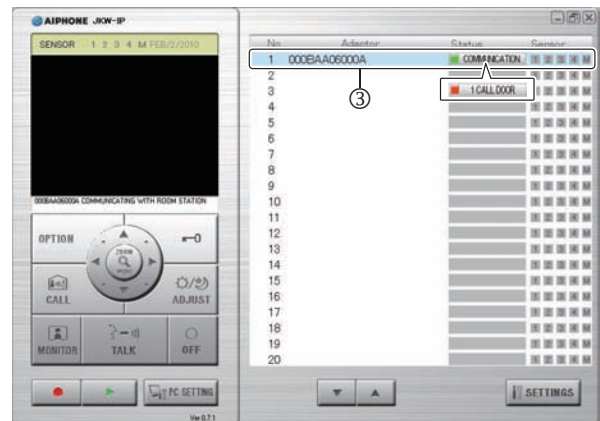 AIPHONE JKW-IP
SENSOR 1 2 3 4 M FEB/2/2010
000BAA06000A COMMUNICATING WITH ROOM STATION
OPTION
ZOOM
CALL
ADJUST
MONITOR
TALK
OFF
PC SETTING
Ver 0.7.1
No Adaptor Status Sensor
1 000BAA06000A COMMUNICATION 1 2 3 4 M
2 1 2 3 4 M
3 1 CALL DOOR 1 2 3 4 M
③
4 1 2 3 4 M
5 1 2 3 4 M
6 1 2 3 4 M
7 1 2 3 4 M
8 1 2 3 4 M
9 1 2 3 4 M
10 1 2 3 4 M
11 1 2 3 4 M
12 1 2 3 4 M
13 1 2 3 4 M
14 1 2 3 4 M
15 1 2 3 4 M
16 1 2 3 4 M
17 1 2 3 4 M
18 1 2 3 4 M
19 1 2 3 4 M
20 1 2 3 4 M
SETTINGS